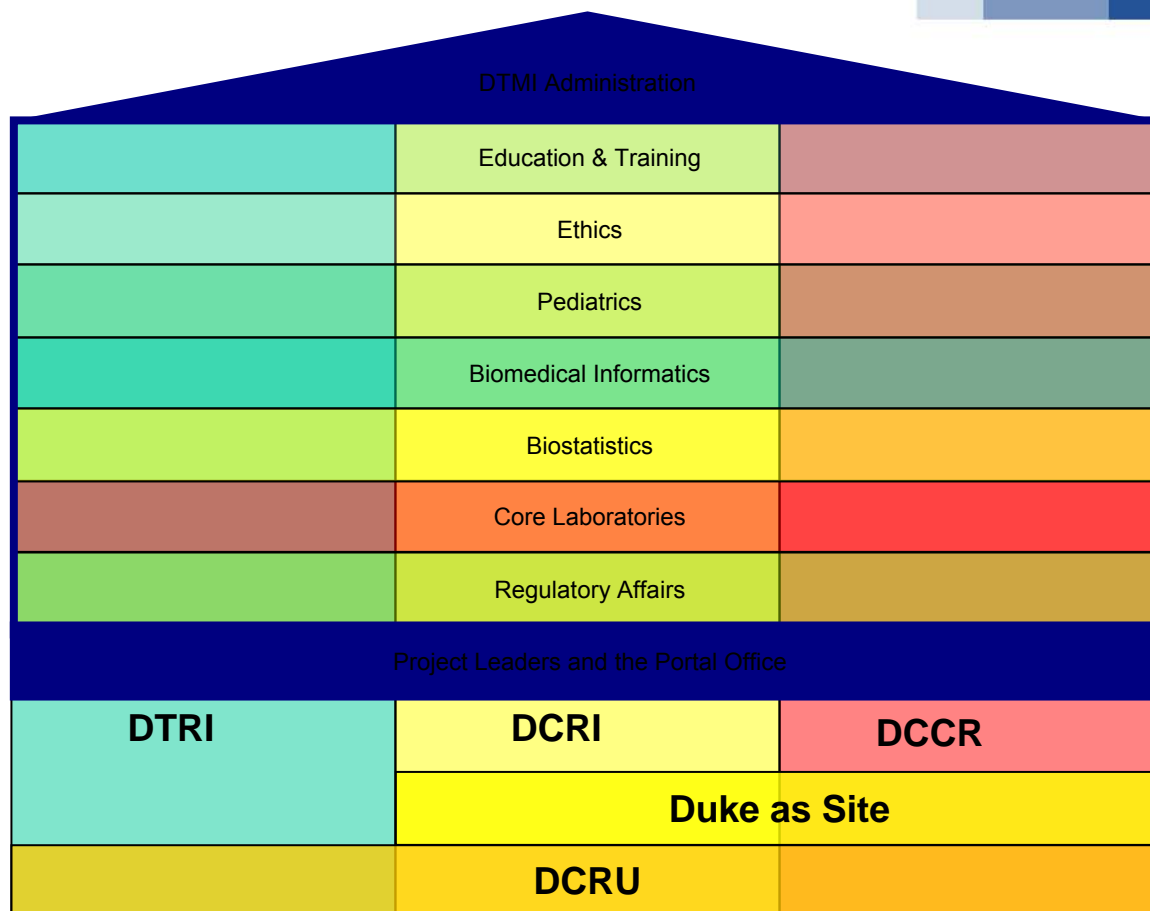 DTMI Administration
Education & Training
Ethics
Pediatrics
Biomedical Informatics
Biostatistics
Core Laboratories
Regulatory Affairs
Project Leaders and the Portal Office
DTRI
DCRI
DCCR
Duke as Site
DCRU